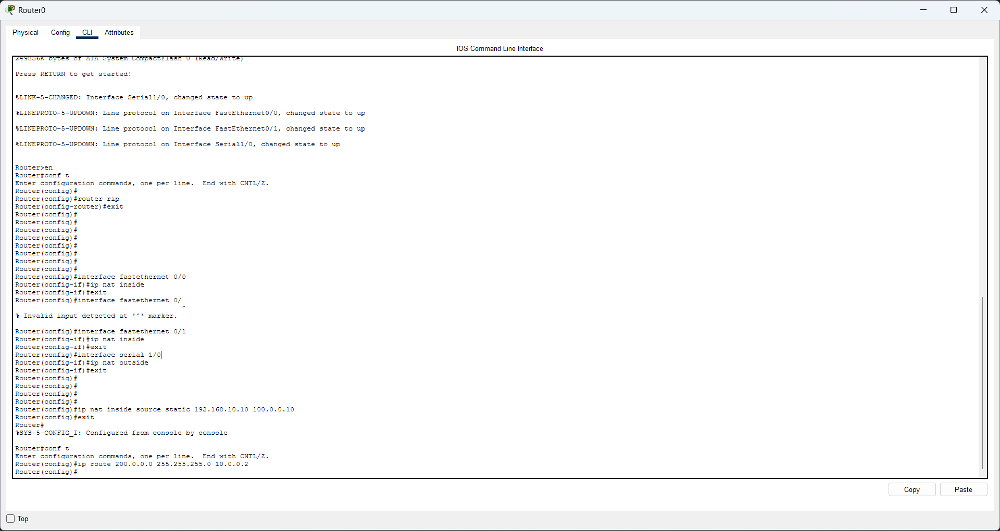 Router0
Physical Config CLI Attributes
IOS Command Line Interface
249856K bytes of ATA System CompactFlash 0 (Read/Write)
Press RETURN to get started!
%LINK-5-CHANGED: Interface Serial1/0, changed state to up
%LINEPROTO-5-UPDOWN: Line protocol on Interface FastEthernet0/0, changed state to up
%LINEPROTO-5-UPDOWN: Line protocol on Interface FastEthernet0/1, changed state to up
%LINEPROTO-5-UPDOWN: Line protocol on Interface Serial1/0, changed state to up
Router>en
Router#conf t
Enter configuration commands, one per line.  End with CNTL/Z.
Router(config)#
Router(config)#router rip
Router(config-router)#exit
Router(config)#
Router(config)#
Router(config)#
Router(config)#
Router(config)#
Router(config)#
Router(config)#
Router(config)#
Router(config)#interface fastethernet 0/0
Router(config-if)#ip nat inside
Router(config-if)#exit
Router(config)#interface fastethernet 0/
^
% Invalid input detected at '^' marker.
Router(config)#interface fastethernet 0/1
Router(config-if)#ip nat inside
Router(config-if)#exit
Router(config)#interface serial 1/0
Router(config-if)#ip nat outside
Router(config-if)#exit
Router(config)#
Router(config)#
Router(config)#
Router(config)#
Router(config)#ip nat inside source static 192.168.10.10 100.0.0.10
Router(config)#exit
Router#
%SYS-5-CONFIG_I: Configured from console by console
Router#conf t
Enter configuration commands, one per line.  End with CNTL/Z.
Router(config)#ip route 200.0.0.0 255.255.255.0 10.0.0.2
Router(config)#
Copy Paste
Top